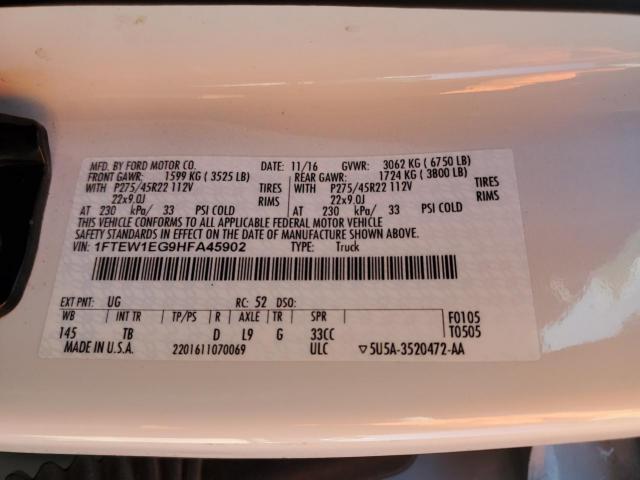 MFD. BY FORD MOTOR CO. DATE: 11/16 GVWR: 3062 KG ( 6750 LB)
FRONT GAWR: 1599 KG ( 3525 LB) REAR GAWR: 1724 KG ( 3800 LB)
WITH P275/45R22 112V TIRES WITH P275/45R22 112V TIRES
22x9.0J RIMS 22x9.0J RIMS
AT 230 kPa/ 33 PSI COLD AT 230 kPa/ 33 PSI COLD
THIS VEHICLE CONFORMS TO ALL APPLICABLE FEDERAL MOTOR VEHICLE
SAFETY STANDARDS IN EFFECT ON THE DATE OF MANUFACTURE SHOWN ABOVE.
VIN: 1FTEW1EG9HFA45902 TYPE: Truck
EXT PNT: UG RC: 52 DSO:
WB INT TR TP/PS R AXLE TR SPR F0105
145 TB D L9 G 33CC T0505
MADE IN U.S.A. 2201611070069 ULC ▽5U5A-3520472-AA